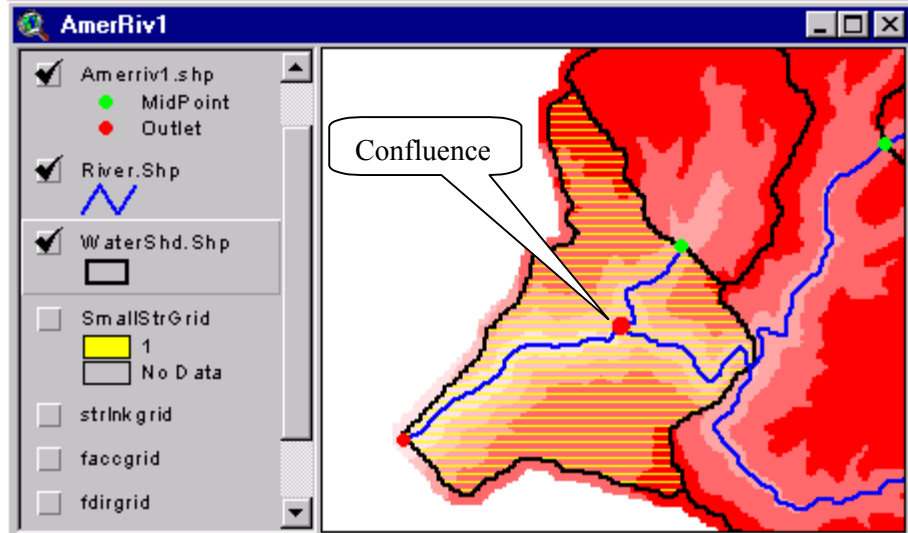 AmerRiv1
Amerriv1.shp
MidPoint
Outlet
River.Shp
WaterShd.Shp
SmallStrGrid
1
No Data
strlnkgrid
faccgrid
fdirgrid
Confluence